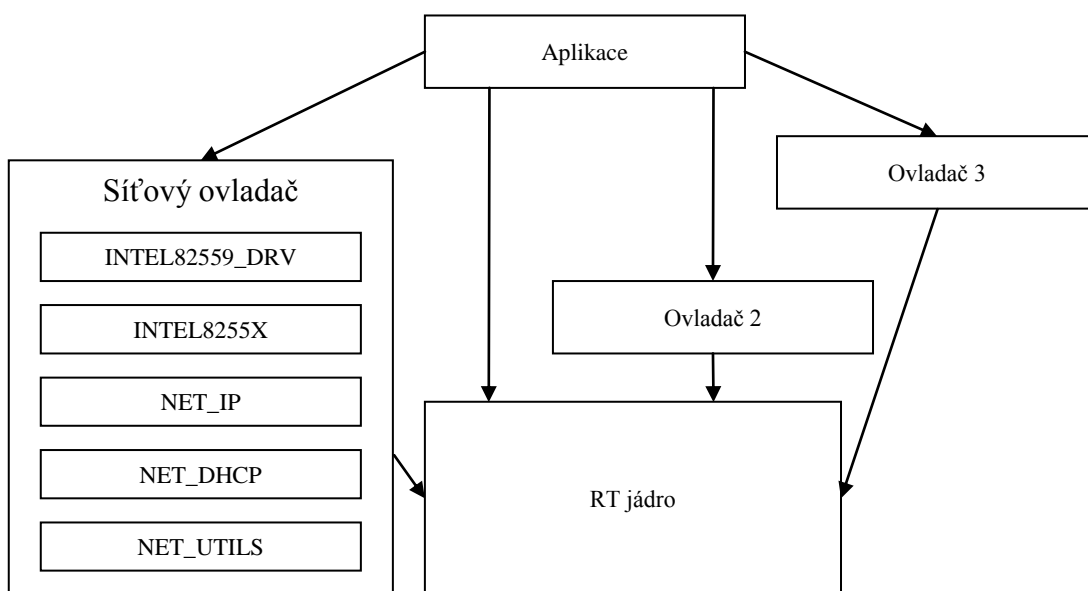 Aplikace
Ovladač 3
Síťový ovladač
INTEL82559_DRV
INTEL8255X
Ovladač 2
NET_IP
NET_DHCP
RT jádro
NET_UTILS